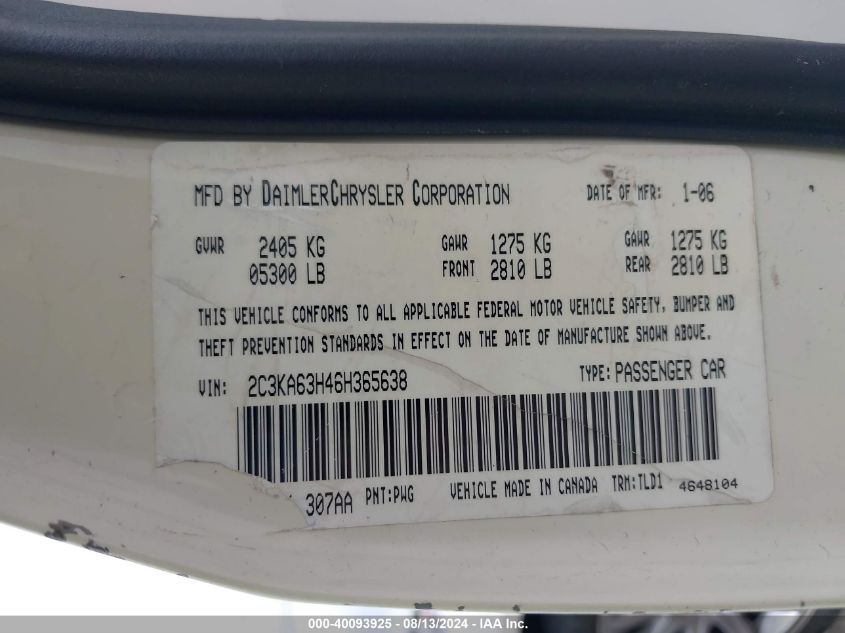 MFD BY DAIMLERCHRYSLER CORPORATION DATE OF MFR: 1-06
GVWR 2405 KG GAWR 1275 KG GAWR 1275 KG
05300 LB FRONT 2810 LB REAR 2810 LB
THIS VEHICLE CONFORMS TO ALL APPLICABLE FEDERAL MOTOR VEHICLE SAFETY, BUMPER AND
THEFT PREVENTION STANDARDS IN EFFECT ON THE DATE OF MANUFACTURE SHOWN ABOVE.
VIN: 2C3KA63H46H365638 TYPE: PASSENGER CAR
307AA PNT:PWG VEHICLE MADE IN CANADA TRM:TLD1 4648104
000-40093925 - 08/13/2024 - IAA Inc.